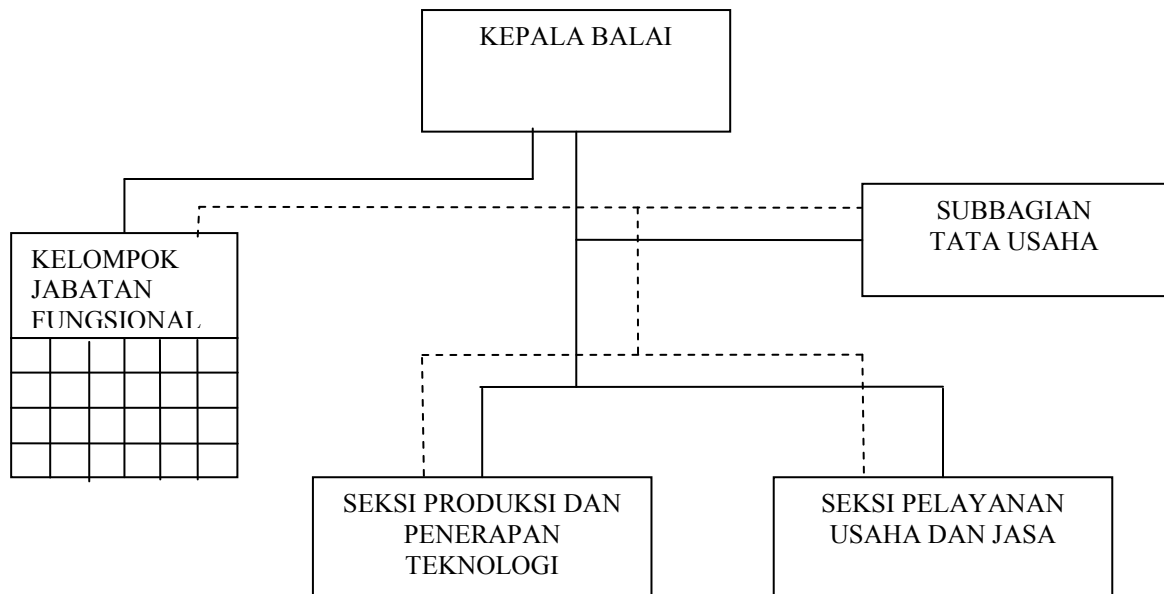 KEPALA BALAI
SUBBAGIAN
TATA USAHA
KELOMPOK
JABATAN
FUNGSIONAL
SEKSI PRODUKSI DAN
PENERAPAN
TEKNOLOGI
SEKSI PELAYANAN
USAHA DAN JASA